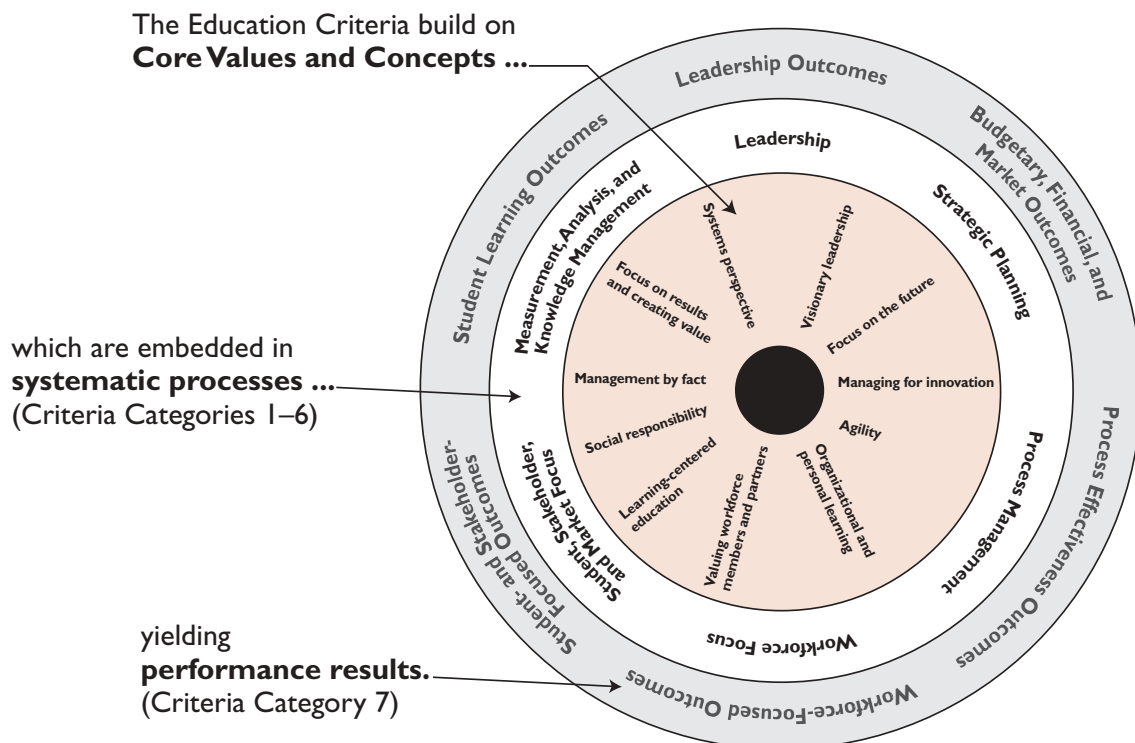 The Education Criteria build on
Core Values and Concepts ...
which are embedded in
systematic processes ...
(Criteria Categories 1–6)
yielding
performance results.
(Criteria Category 7)
Leadership Outcomes
Budgetary, Financial, and
Market Outcomes
Process Effectiveness Outcomes
Workforce-Focused Outcomes
Student- and Stakeholder-
Focused Outcomes
Student Learning Outcomes
Leadership
Strategic Planning
Process Management
Workforce Focus
Student, Stakeholder,
and Market Focus
Measurement, Analysis, and
Knowledge Management
Systems perspective
Visionary leadership
Focus on the future
Managing for innovation
Agility
Organizational and
personal learning
Valuing workforce
members and partners
Learning-centered
education
Social responsibility
Management by fact
Focus on results
and creating value